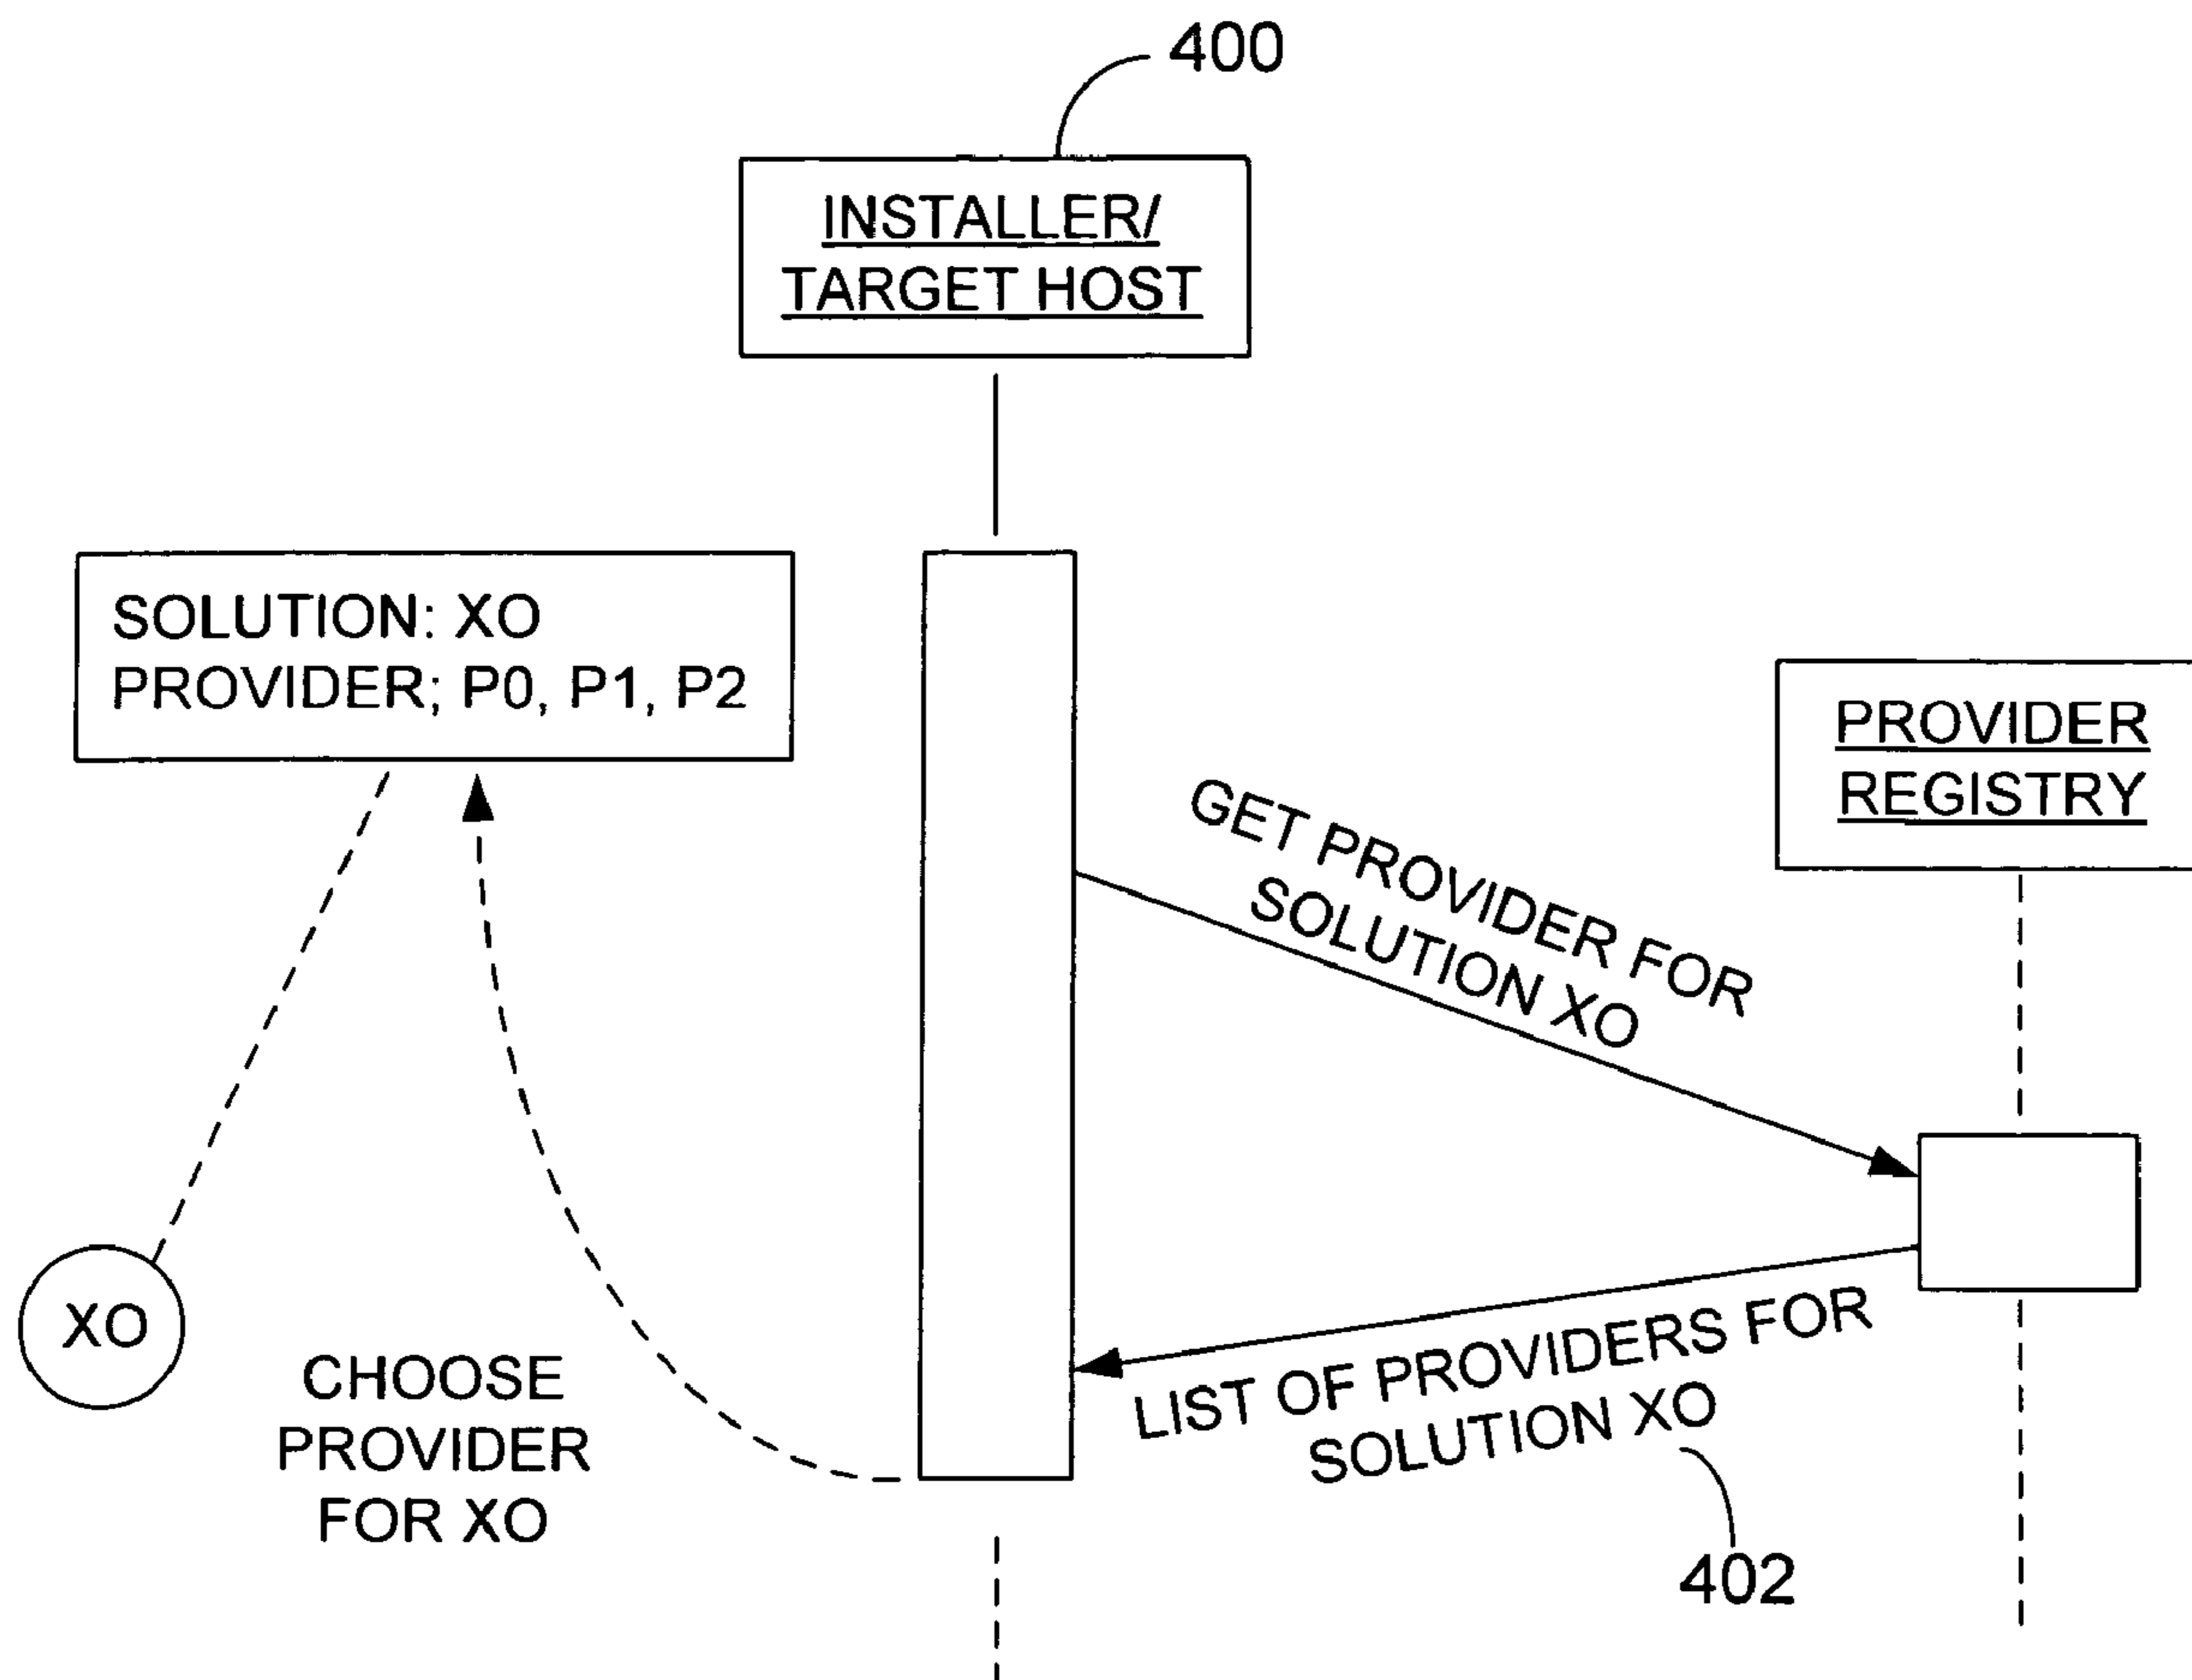 400
INSTALLER/
TARGET HOST
SOLUTION: XO
PROVIDER; P0, P1, P2
PROVIDER
REGISTRY
GET PROVIDER FOR
SOLUTION XO
XO
CHOOSE
PROVIDER
FOR XO
LIST OF PROVIDERS FOR
SOLUTION XO
402